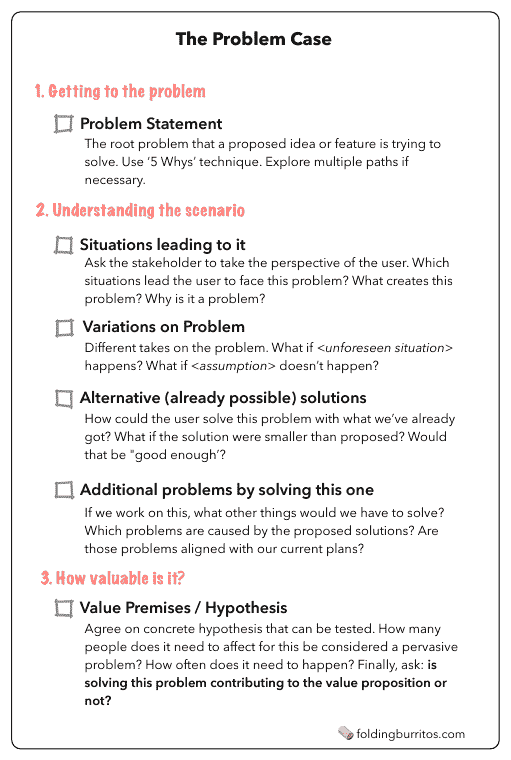 The Problem Case
1. Getting to the problem
Problem Statement
The root problem that a proposed idea or feature is trying to
solve. Use ‘5 Whys’ technique. Explore multiple paths if
necessary.
2. Understanding the scenario
Situations leading to it
Ask the stakeholder to take the perspective of the user. Which
situations lead the user to face this problem? What creates this
problem? Why is it a problem?
Variations on Problem
Different takes on the problem. What if <unforeseen situation>
happens? What if <assumption> doesn’t happen?
Alternative (already possible) solutions
How could the user solve this problem with what we’ve already
got? What if the solution were smaller than proposed? Would
that be "good enough’?
Additional problems by solving this one
If we work on this, what other things would we have to solve?
Which problems are caused by the proposed solutions? Are
those problems aligned with our current plans?
3. How valuable is it?
Value Premises / Hypothesis
Agree on concrete hypothesis that can be tested. How many
people does it need to affect for this be considered a pervasive
problem? How often does it need to happen? Finally, ask: is
solving this problem contributing to the value proposition or
not?
foldingburritos.com